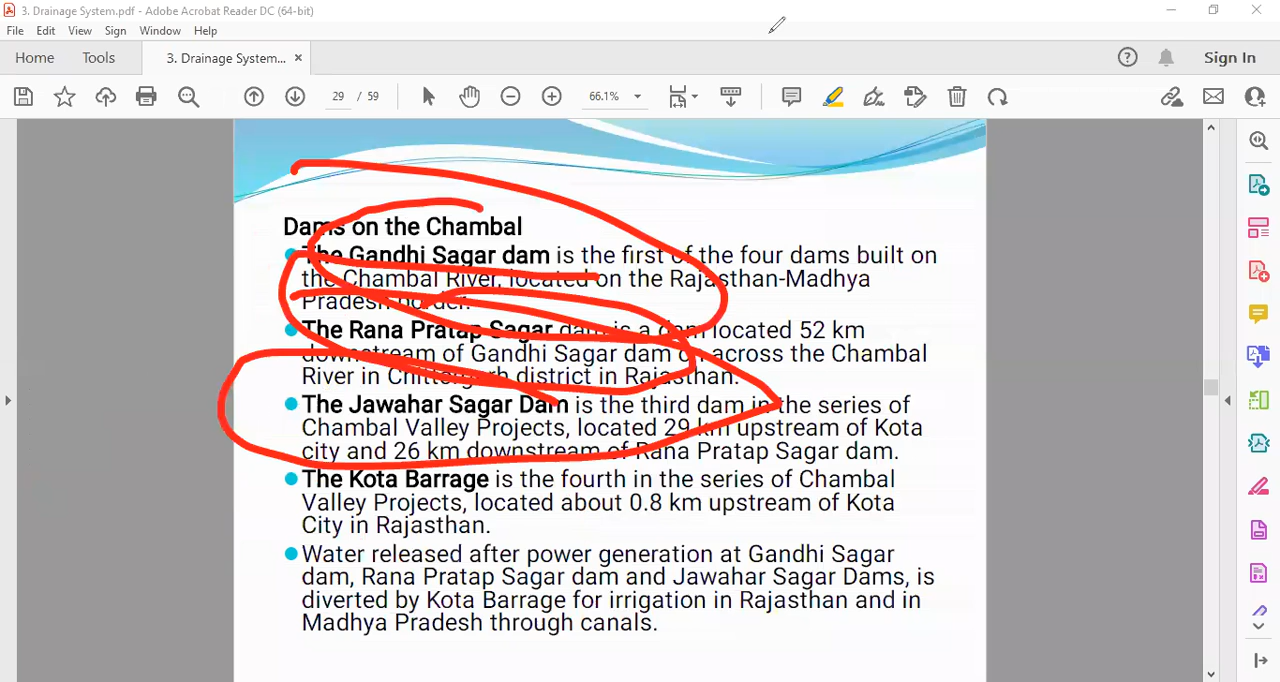 3. Drainage System.pdf - Adobe Acrobat Reader DC (64-bit)
File Edit View Sign Window Help
Home Tools 3. Drainage System... × Sign In
29 / 59 66.1%
Dams on the Chambal
The Gandhi Sagar dam is the first of the four dams built on
the Chambal River, located on the Rajasthan-Madhya
Pradesh border.
The Rana Pratap Sagar dam is a dam located 52 km
downstream of Gandhi Sagar dam on across the Chambal
River in Chittorgarh district in Rajasthan.
The Jawahar Sagar Dam is the third dam in the series of
Chambal Valley Projects, located 29 km upstream of Kota
city and 26 km downstream of Rana Pratap Sagar dam.
The Kota Barrage is the fourth in the series of Chambal
Valley Projects, located about 0.8 km upstream of Kota
City in Rajasthan.
Water released after power generation at Gandhi Sagar
dam, Rana Pratap Sagar dam and Jawahar Sagar Dams, is
diverted by Kota Barrage for irrigation in Rajasthan and in
Madhya Pradesh through canals.